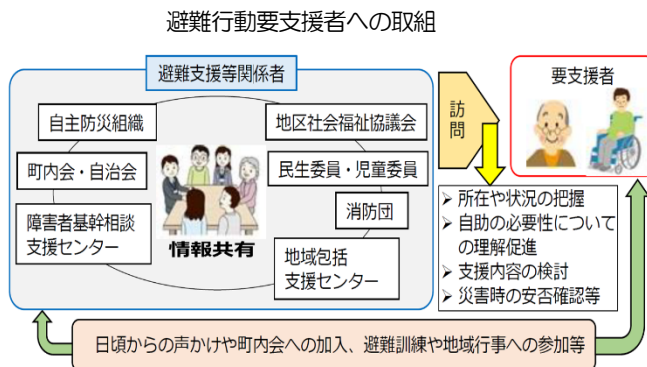 避難行動要支援者への取組
避難支援等関係者
自主防災組織
地区社会福祉協議会
町内会・自治会
民生委員・児童委員
障害者基幹相談
支援センター
消防団
地域包括
支援センター
情報共有
訪問
要支援者
➢ 所在や状況の把握
➢ 自助の必要性について
の理解促進
➢ 支援内容の検討
➢ 災害時の安否確認等
日頃からの声かけや町内会への加入、避難訓練や地域行事への参加等